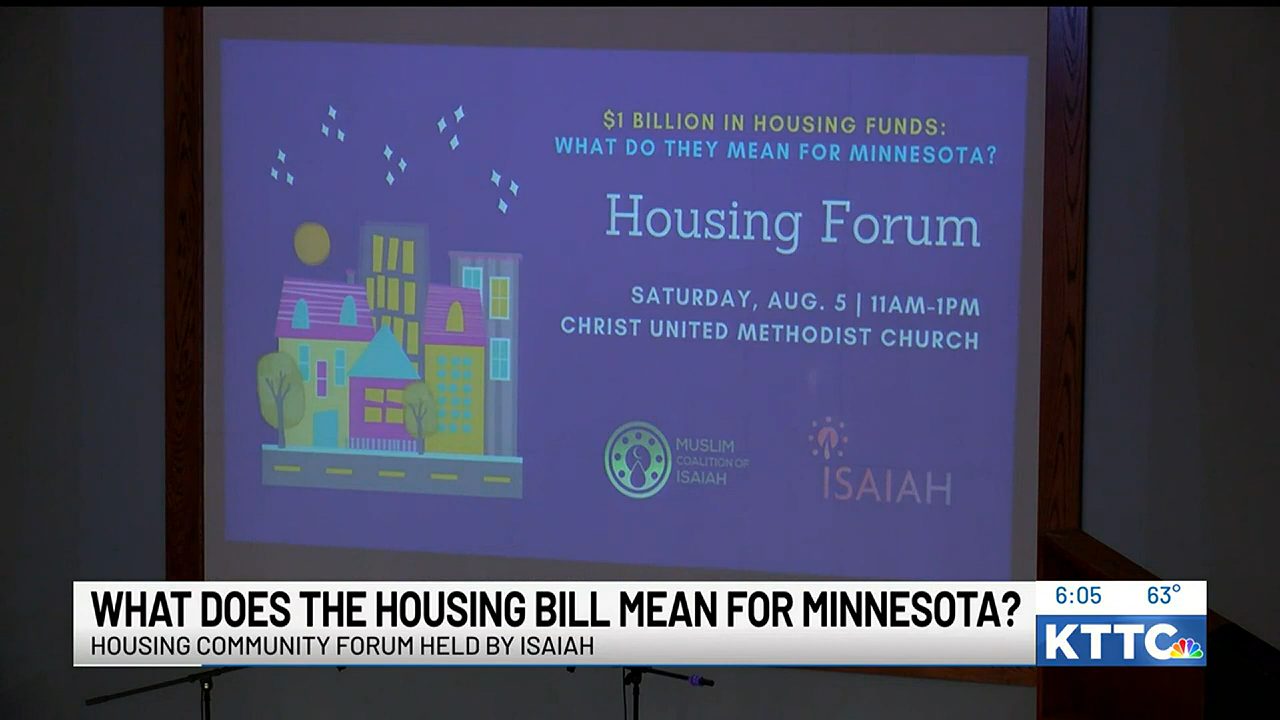 $1 BILLION IN HOUSING FUNDS:
WHAT DO THEY MEAN FOR MINNESOTA?
Housing Forum
SATURDAY, AUG. 5 | 11AM-1PM
CHRIST UNITED METHODIST CHURCH
MUSLIM
COALITION OF
ISAIAH
ISAIAH
WHAT DOES THE HOUSING BILL MEAN FOR MINNESOTA?
HOUSING COMMUNITY FORUM HELD BY ISAIAH
6:05 63°
KTTC